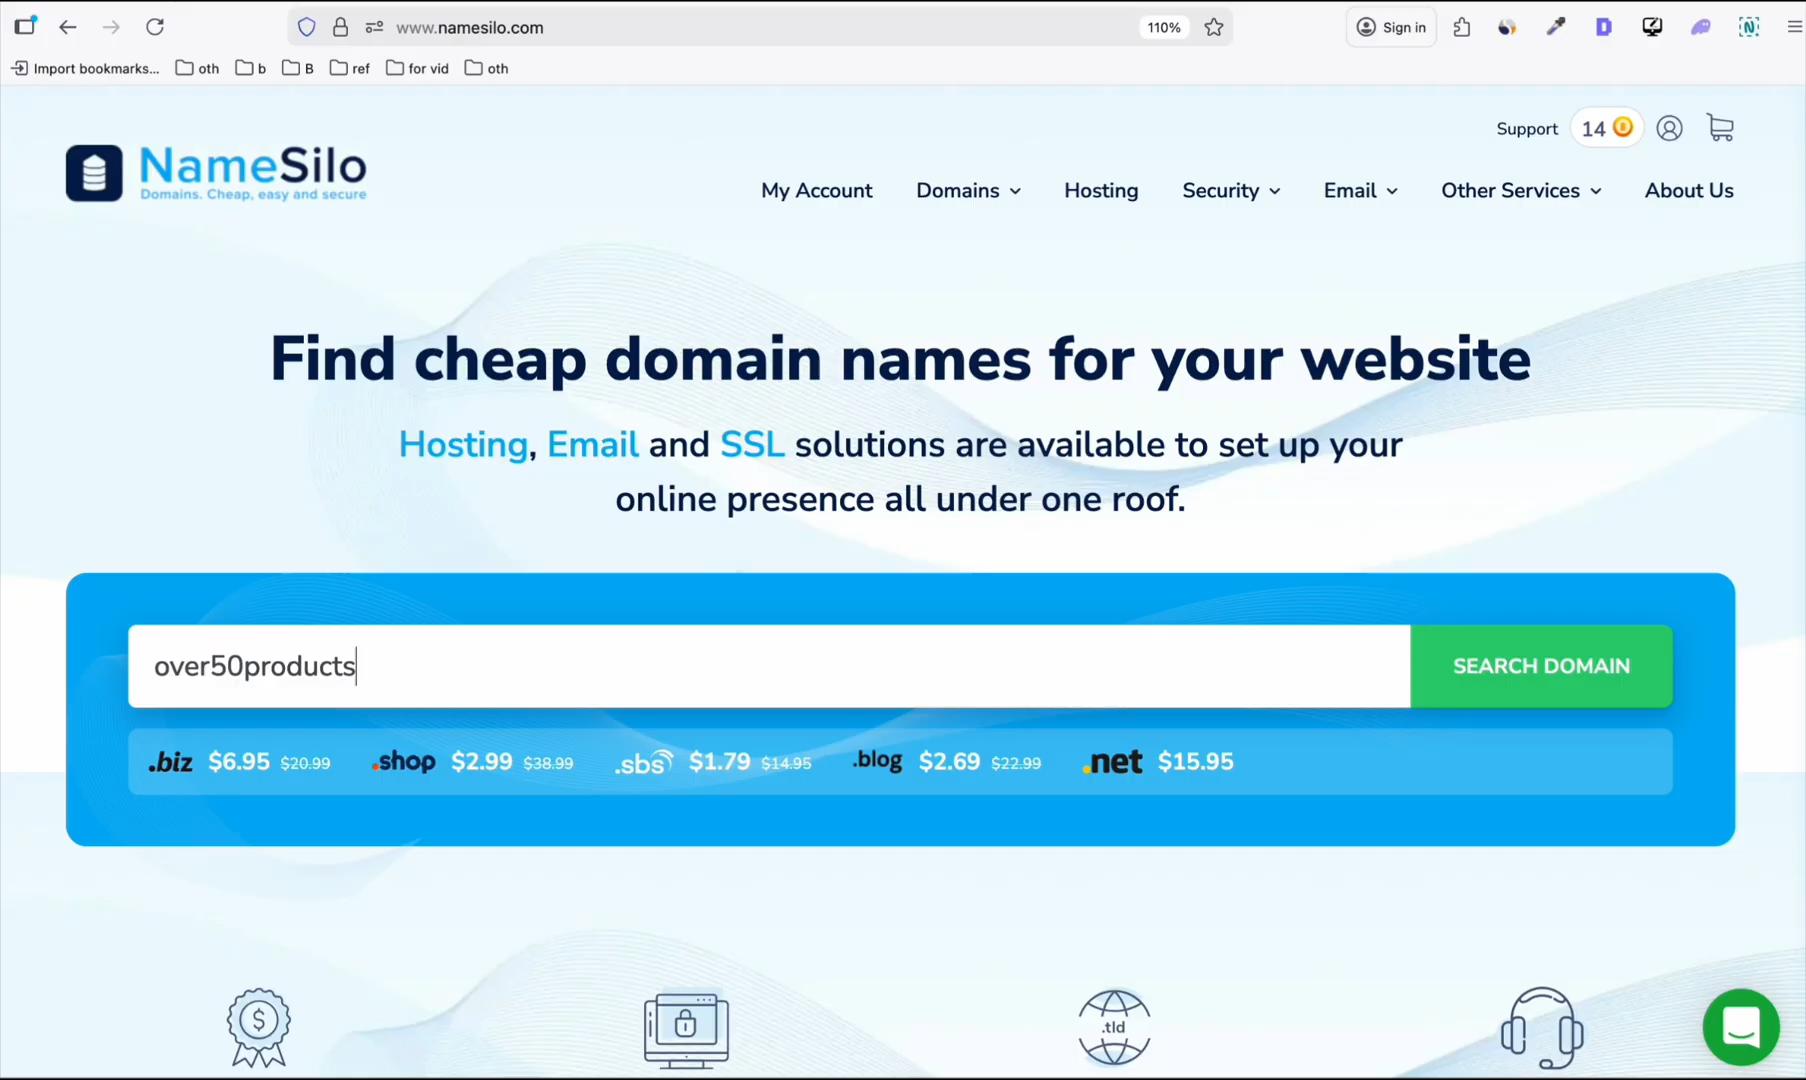 www.namesilo.com
110%
Sign in
D
N
Import bookmarks...
oth
b
B
ref
for vid
oth
Support
14
NameSilo
Domains. Cheap, easy and secure
My Account
Domains
Hosting
Security
Email
Other Services
About Us
Find cheap domain names for your website
Hosting, Email and SSL solutions are available to set up your
online presence all under one roof.
over50products
SEARCH DOMAIN
.biz $6.95 $20.99
.shop $2.99 $38.99
.sbs $1.79 $14.95
.blog $2.69 $22.99
.net $15.95
$
.tld